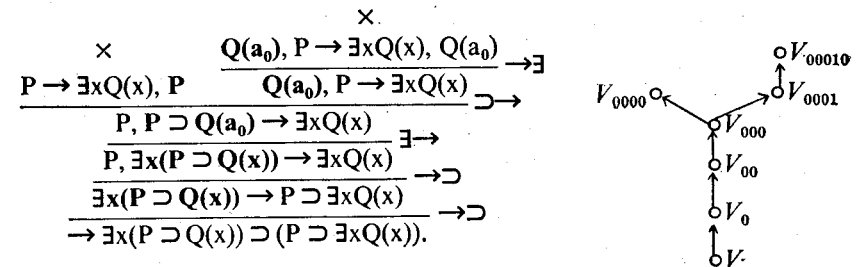 ×
× Q(a₀), P → ∃xQ(x), Q(a₀) →∃
P → ∃xQ(x), P Q(a₀), P → ∃xQ(x) ⊃→
P, P ⊃ Q(a₀) → ∃xQ(x) ∃→
P, ∃x(P ⊃ Q(x)) → ∃xQ(x) →⊃
∃x(P ⊃ Q(x)) → P ⊃ ∃xQ(x) →⊃
→ ∃x(P ⊃ Q(x)) ⊃ (P ⊃ ∃xQ(x)).
V₀₀₀₁₀
V₀₀₀₀ V₀₀₀₁
V₀₀₀
V₀₀
V₀
V